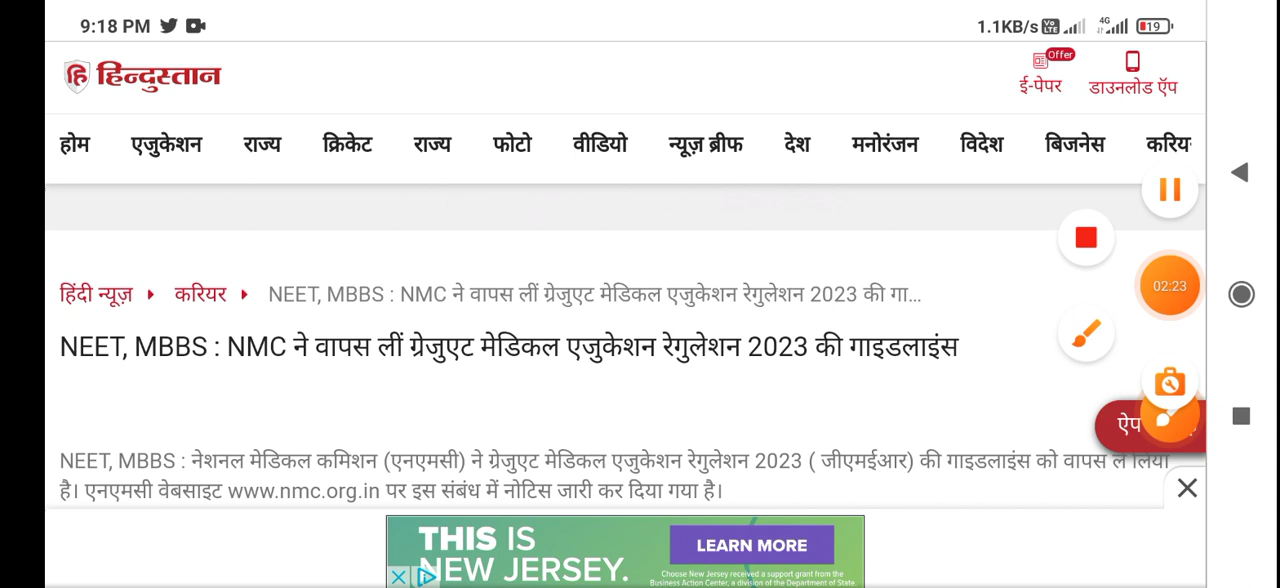 9:18 PM 1.1KB/s Vo LTE 4G 19
हि हिन्दुस्तान
Offer
ई-पेपर डाउनलोड ऍप
होम एजुकेशन राज्य क्रिकेट राज्य फोटो वीडियो न्यूज़ ब्रीफ देश मनोरंजन विदेश बिजनेस करिय
हिंदी न्यूज़ करियर NEET, MBBS : NMC ने वापस लीं ग्रेजुएट मेडिकल एजुकेशन रेगुलेशन 2023 की गा...
02:23
NEET, MBBS : NMC ने वापस लीं ग्रेजुएट मेडिकल एजुकेशन रेगुलेशन 2023 की गाइडलाइंस
ऐप
NEET, MBBS : नेशनल मेडिकल कमिशन (एनएमसी) ने ग्रेजुएट मेडिकल एजुकेशन रेगुलेशन 2023 ( जीएमईआर) की गाइडलाइंस को वापस ले लिया
है। एनएमसी वेबसाइट www.nmc.org.in पर इस संबंध में नोटिस जारी कर दिया गया है।
THIS IS
NEW JERSEY.
LEARN MORE
Choose New Jersey received a support grant from the
Business Action Center, a division of the Department of State.